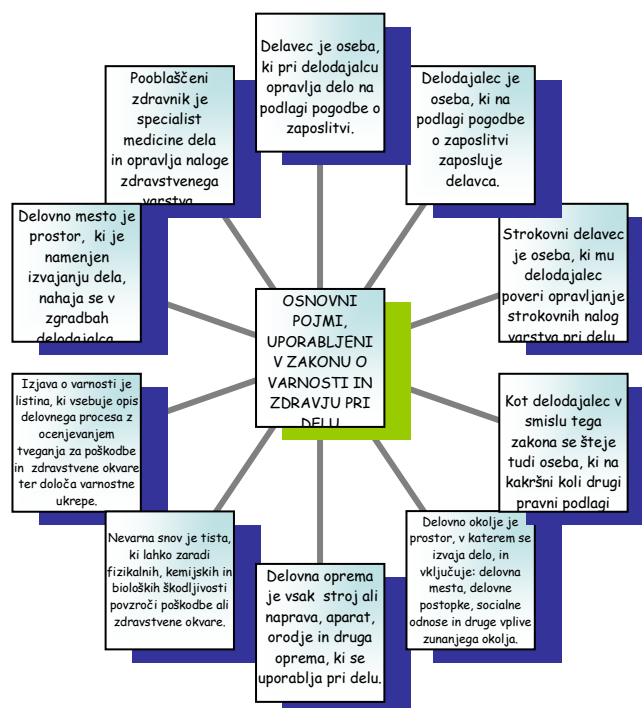 Delavec je oseba,
ki pri delodajalcu
opravlja delo na
podlagi pogodbe o
zaposlitvi.
Delodajalec je
oseba, ki na
podlagi pogodbe
o zaposlitvi
zaposluje
delavca.
Strokovni delavec
je oseba, ki mu
delodajalec
poveri opravljanje
strokovnih nalog
varstva pri delu
Kot delodajalec v
smislu tega
zakona se šteje
tudi oseba, ki na
kakršni koli drugi
pravni podlagi
Delovno okolje je
prostor, v katerem se
izvaja delo, in
vključuje: delovna
mesta, delovne
postopke, socialne
odnose in druge vplive
zunanjega okolja.
Delovna oprema
je vsak stroj ali
naprava, aparat,
orodje in druga
oprema, ki se
uporablja pri delu.
Nevarna snov je tista,
ki lahko zaradi
fizikalnih, kemijskih in
bioloških škodljivosti
povzroči poškodbe ali
zdravstvene okvare.
Izjava o varnosti je
listina, ki vsebuje opis
delovnega procesa z
ocenjevanjem
tveganja za poškodbe
in zdravstvene okvare
ter določa varnostne
ukrepe.
Delovno mesto je
prostor, ki je
namenjen
izvajanju dela,
nahaja se v
zgradbah
delodajalca
Pooblaščeni
zdravnik je
specialist
medicine dela
in opravlja naloge
zdravstvenega
varstva
OSNOVNI
POJMI,
UPORABLJENI
V ZAKONU O
VARNOSTI IN
ZDRAVJU PRI
DELU